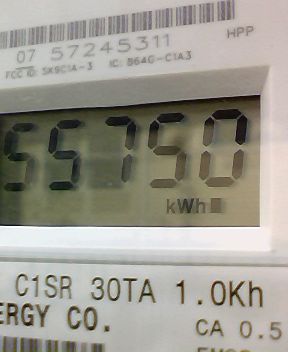 07 57245311
HPP
FCC ID: SK9C1A-3 IC: 864G-C1A3
55750
kWh
C1SR 30TA 1.0Kh
ERGY CO.
CA 0.5